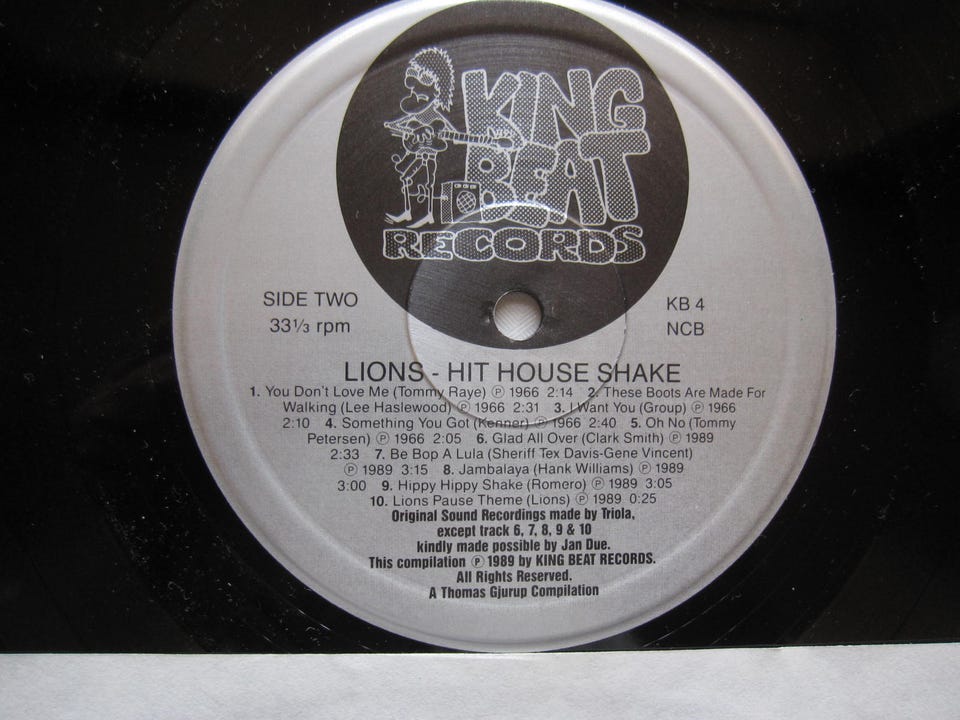 KING
BEAT
RECORDS
SIDE TWO
33⅓ rpm
KB 4
NCB
LIONS - HIT HOUSE SHAKE
1. You Don't Love Me (Tommy Raye) ℗ 1966 2:14 2. These Boots Are Made For
Walking (Lee Haslewood) ℗ 1966 2:31 3. I Want You (Group) ℗ 1966
2:10 4. Something You Got (Kenner) ℗ 1966 2:40 5. Oh No (Tommy
Petersen) ℗ 1966 2:05 6. Glad All Over (Clark Smith) ℗ 1989
2:33 7. Be Bop A Lula (Sheriff Tex Davis-Gene Vincent)
℗ 1989 3:15 8. Jambalaya (Hank Williams) ℗ 1989
3:00 9. Hippy Hippy Shake (Romero) ℗ 1989 3:05
10. Lions Pause Theme (Lions) ℗ 1989 0:25
Original Sound Recordings made by Triola,
except track 6, 7, 8, 9 & 10
kindly made possible by Jan Due.
This compilation ℗ 1989 by KING BEAT RECORDS.
All Rights Reserved.
A Thomas Gjurup Compilation